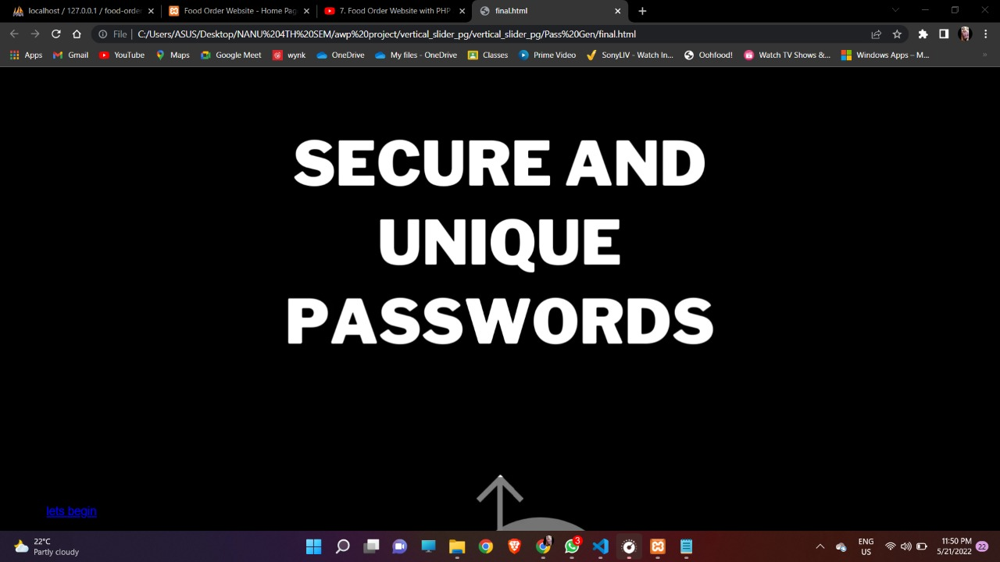 localhost / 127.0.0.1 / food-orde
Food Order Website - Home Pag
7. Food Order Website with PHP
final.html
File
C:/Users/ASUS/Desktop/NANU%204TH%20SEM/awp%20project/vertical_slider_pg/vertical_slider_pg/Pass%20Gen/final.html
Apps
Gmail
YouTube
Maps
Google Meet
wynk
OneDrive
My files - OneDrive
Classes
Prime Video
SonyLIV - Watch In...
Oohfood!
Watch TV Shows &...
Windows Apps – M...
»
SECURE AND
UNIQUE
PASSWORDS
lets begin
22°C
Partly cloudy
3
ENG
US
11:50 PM
5/21/2022
22